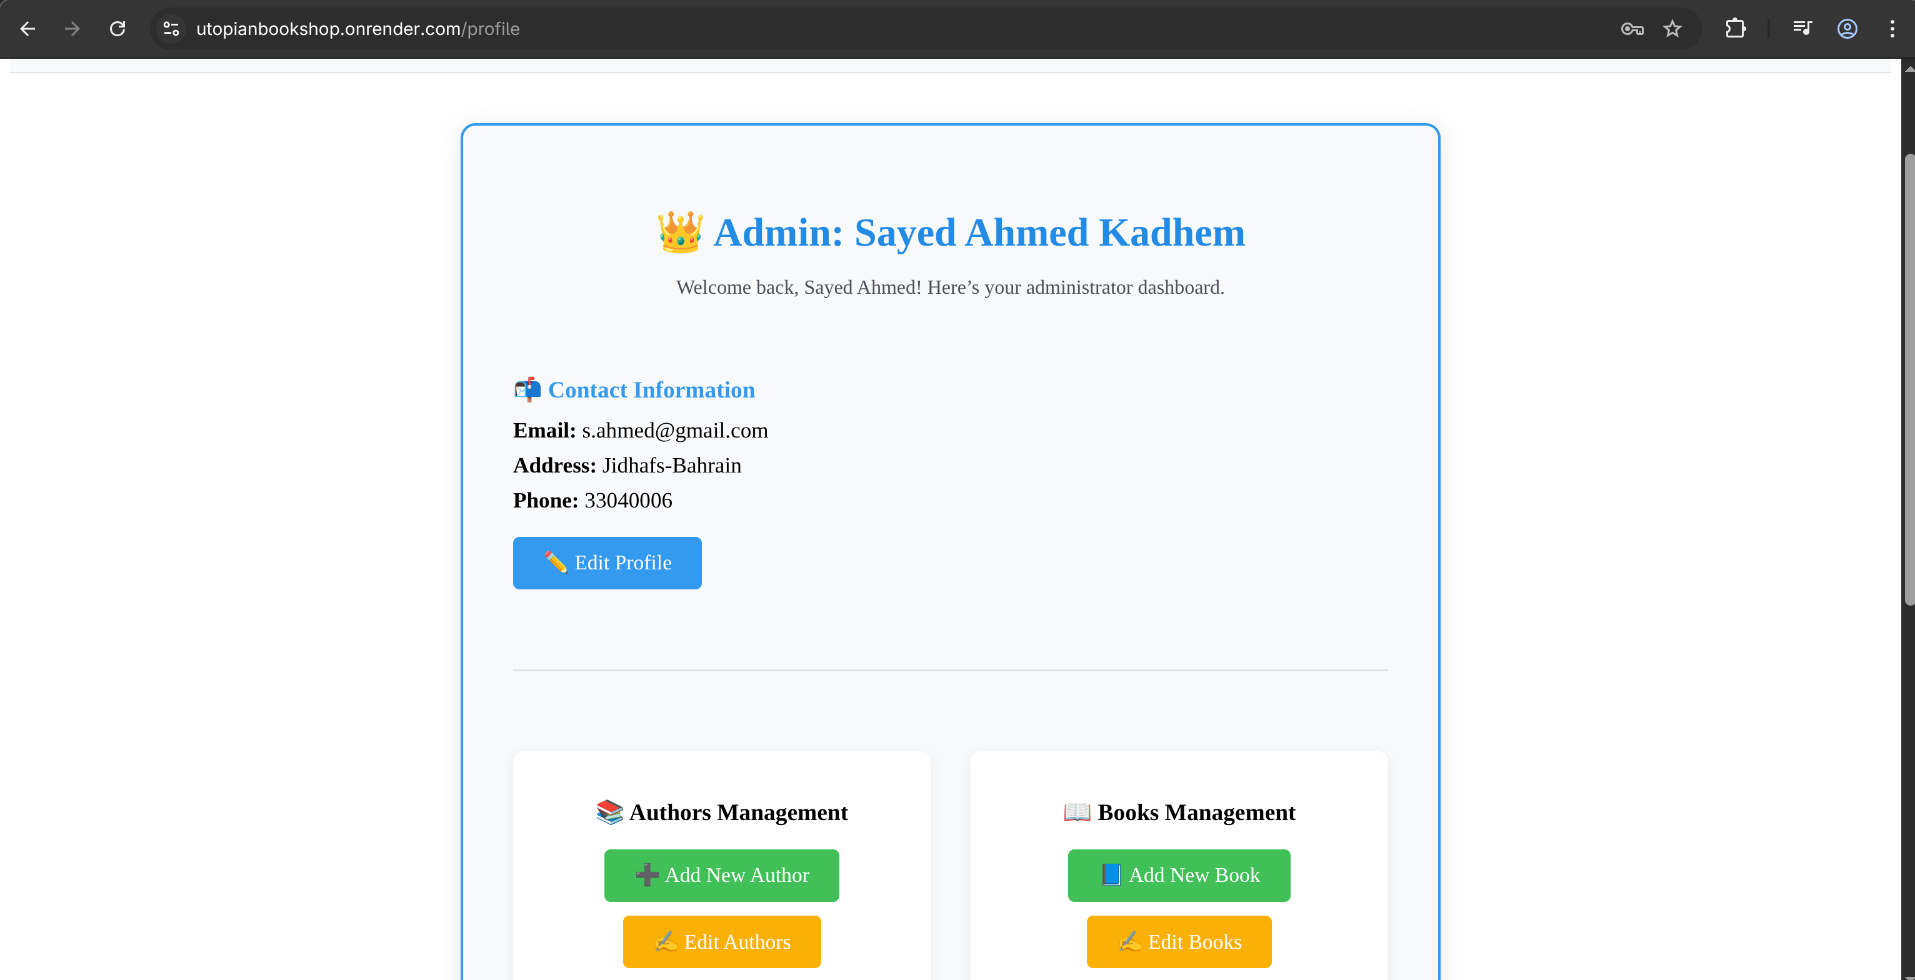 utopianbookshop.onrender.com/profile
👑 Admin: Sayed Ahmed Kadhem
Welcome back, Sayed Ahmed! Here’s your administrator dashboard.
📬 Contact Information
Email: s.ahmed@gmail.com
Address: Jidhafs-Bahrain
Phone: 33040006
✏️ Edit Profile
📚 Authors Management
➕ Add New Author
✍️ Edit Authors
📖 Books Management
📘 Add New Book
✍️ Edit Books